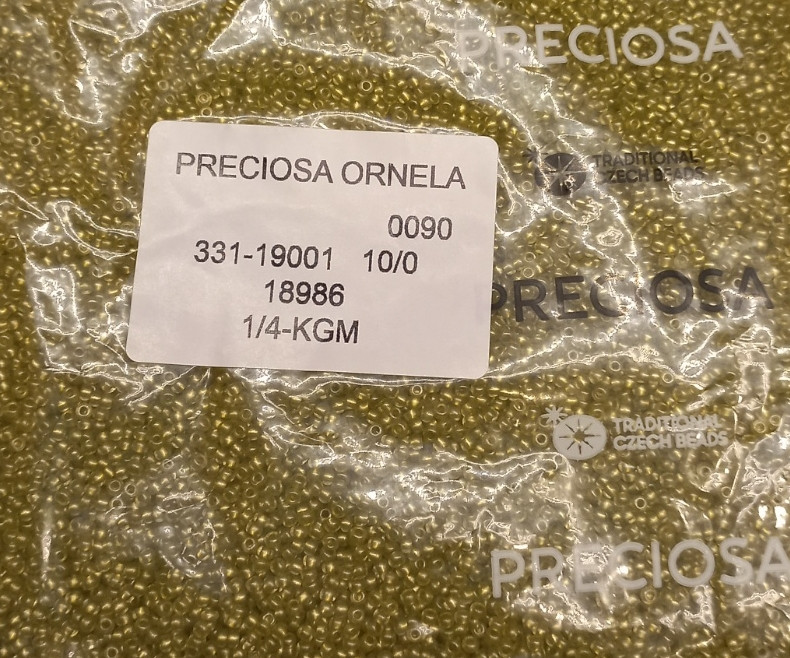 PRECIOSA
TRADITIONAL
CZECH BEADS
PRECIOSA ORNELA
0090
331-19001 10/0
18986
1/4-KGM
PRECIOSA
TRADITIONAL
CZECH BEADS
PRECIOSA